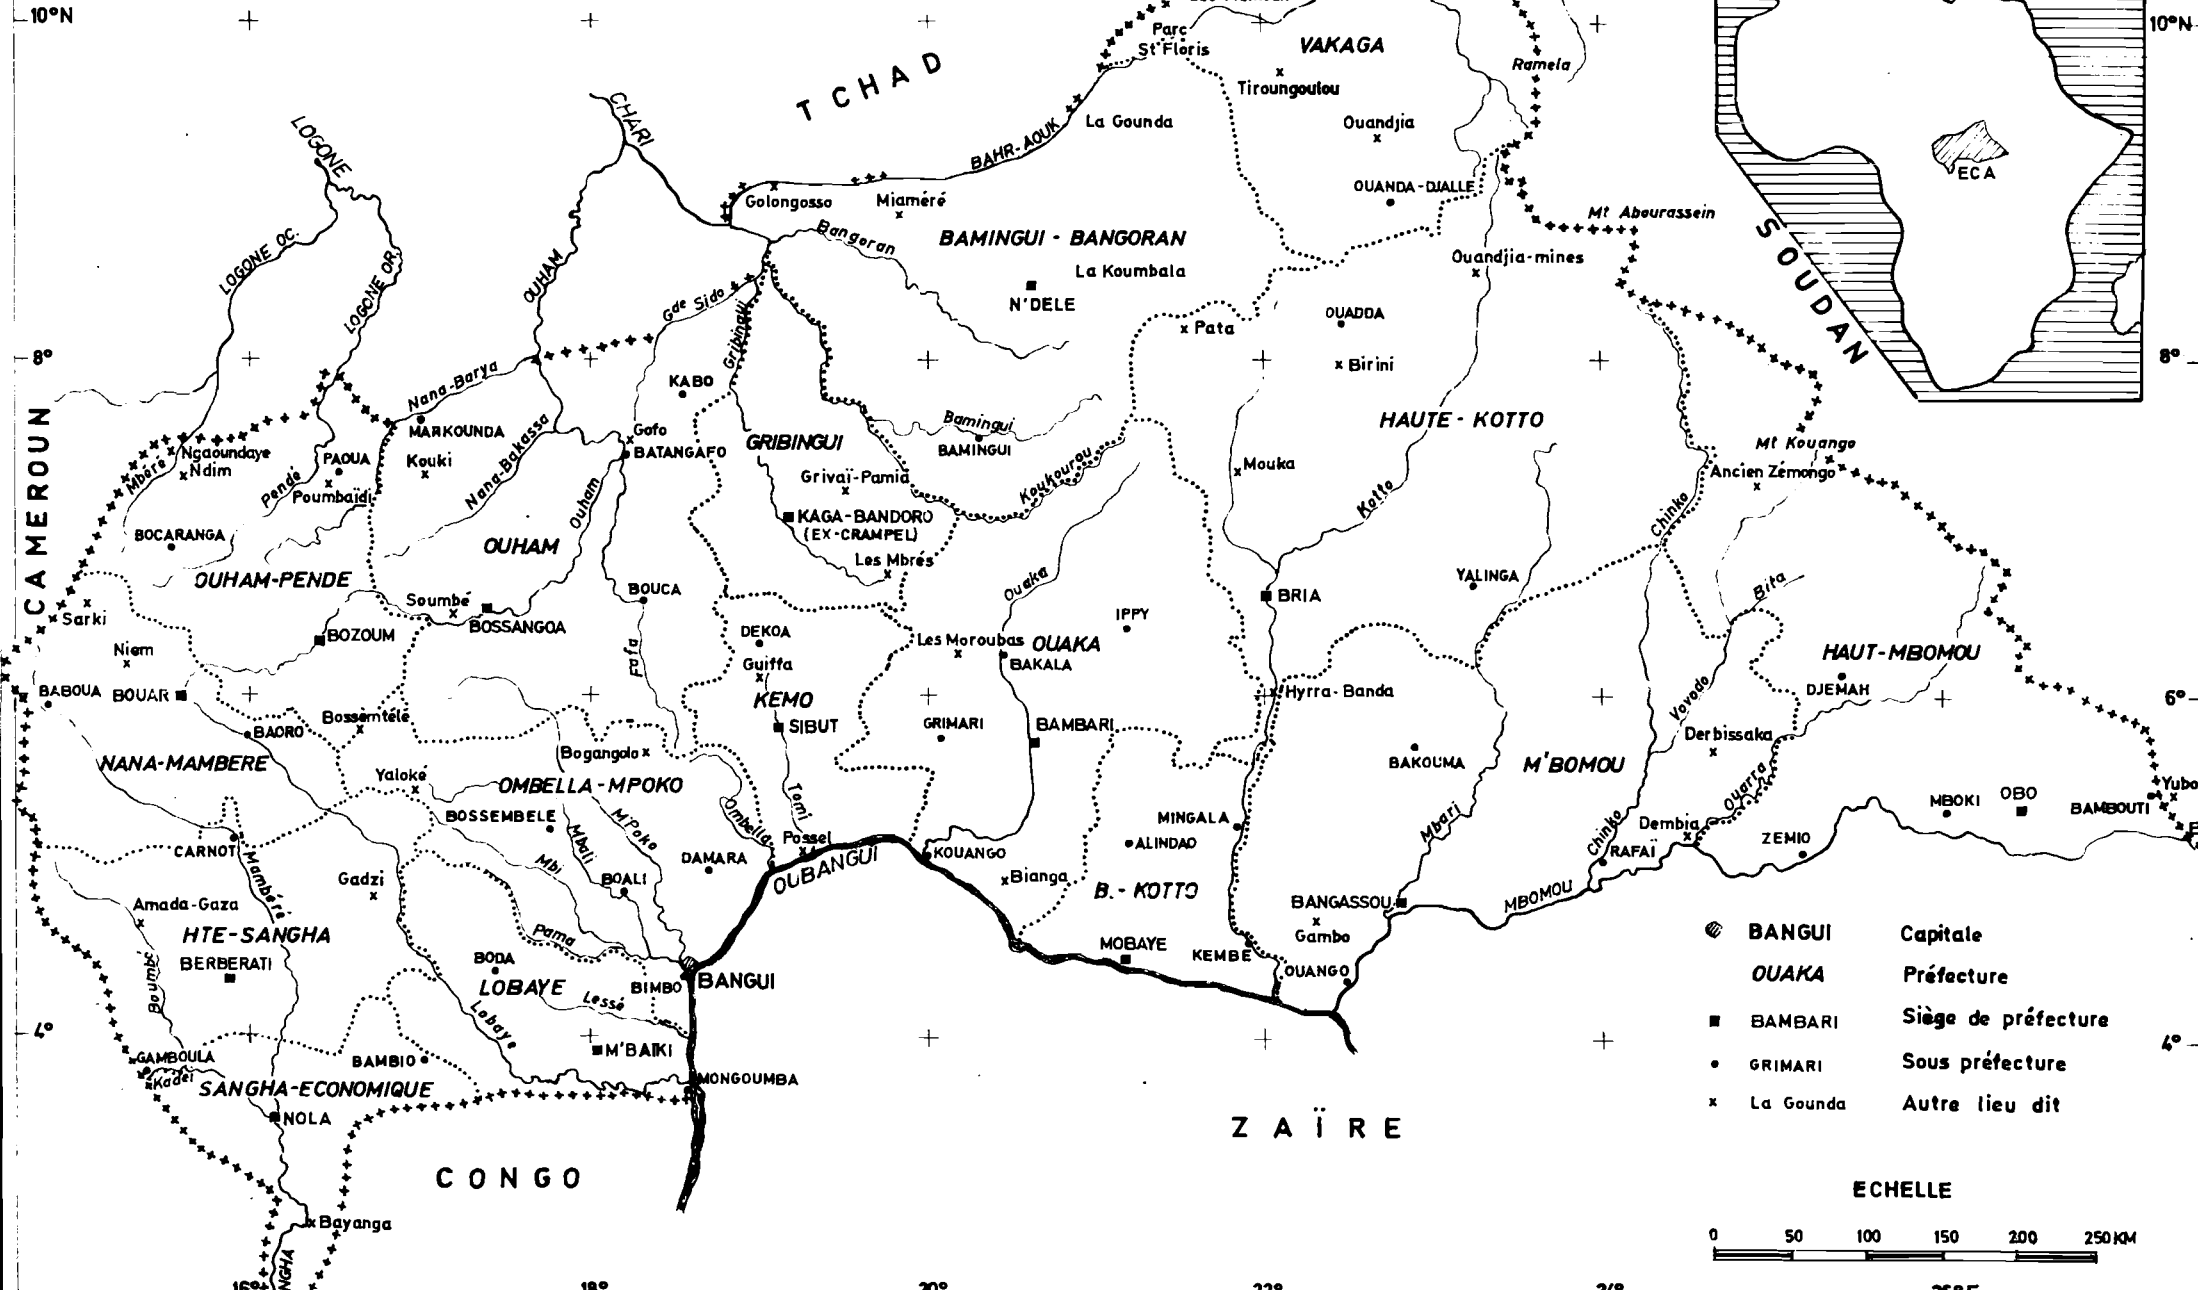 10°N
10°N
TCHAD
Parc
St Floris
VAKAGA
Tiroungoulou
Ramela
Ouandjia
La Gounda
BAHR-AOUK
CHARI
LOGONE
ECA
OUANDA-DJALLE
Golongosso
Miaméré
Bangoran
BAMINGUI - BANGORAN
Mt Abourassein
SOUDAN
LOGONE OC.
LOGONE OR.
OUHAM
La Koumbala
Ouandjia-mines
N'DELE
Gde Sido
Gribingui
OUADDA
Pata
8°
8°
Birini
Nana-Barya
KABO
CAMEROUN
MARKOUNDA
Nana-Bakassa
Gofo
BATANGAFO
GRIBINGUI
Bamingui
BAMINGUI
HAUTE - KOTTO
Mt Kouango
Ancien Zémongo
Mbéré
Ngaoundaye
Ndim
PAOUA
Kouki
Pendé
Poumbaïdi
Grivaï-Pamia
Koukourou
Mouka
Kotto
Chinko
KAGA-BANDORO
(EX-CRAMPEL)
BOCARANGA
Ouham
OUHAM
Les Mbrés
OUHAM-PENDE
Ouaka
YALINGA
Bita
Soumbé
BOUCA
BRIA
Sarki
BOSSANGOA
BOZOUM
IPPY
DEKOA
Les Moroubas
OUAKA
BAKALA
Niem
Fafa
Guiffa
HAUT-MBOMOU
DJEMAH
BABOUA
BOUAR
KEMO
Hyrra-Banda
Vovodo
6°
Bossemtélé
BAORO
SIBUT
GRIMARI
BAMBARI
Derbissaka
NANA-MAMBERE
Bogangolo
BAKOUMA
M'BOMOU
Yaloké
OMBELLA-MPOKO
Ouarra
Yubo
BOSSEMBELE
M'Poko
Ombella
Tomi
MINGALA
Mbari
MBOKI
OBO
BAMBOUTI
Mbali
Possel
Dembia
CARNOT
Mbi
DAMARA
OUBANGUI
KOUANGO
ALINDAO
Chinko
RAFAÏ
ZEMIO
Mambéré
Gadzi
BOALI
Bianga
B.-KOTTO
MBOMOU
Amada-Gaza
BANGASSOU
Gambo
HTE-SANGHA
Pama
BERBERATI
BODA
MOBAYE
KEMBE
OUANGO
Boumbé
LOBAYE
BIMBO
BANGUI
Lessé
Lobaye
4°
4°
M'BAIKI
GAMBOULA
Kadéi
BAMBIO
MONGOUMBA
SANGHA-ECONOMIQUE
NOLA
ZAÏRE
CONGO
Bayanga
BANGUI Capitale
OUAKA Préfecture
BAMBARI Siège de préfecture
GRIMARI Sous préfecture
La Gounda Autre lieu dit
ECHELLE
0 50 100 150 200 250 KM